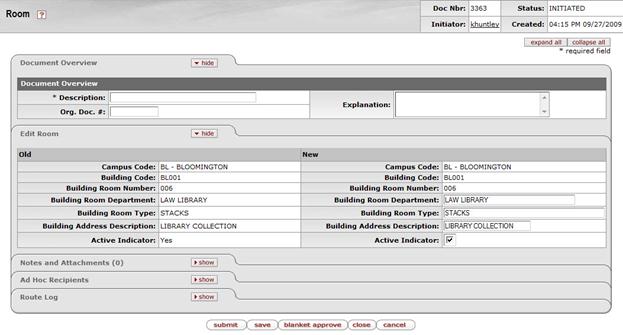 Room ?
Doc Nbr: 3363 Status: INITIATED
Initiator: khuntley Created: 04:15 PM 09/27/2009
expand all collapse all
* required field
Document Overview hide
Document Overview
* Description: Explanation:
Org. Doc. #:
Edit Room hide
Old New
Campus Code: BL - BLOOMINGTON Campus Code: BL - BLOOMINGTON
Building Code: BL001 Building Code: BL001
Building Room Number: 006 Building Room Number: 006
Building Room Department: LAW LIBRARY Building Room Department: LAW LIBRARY
Building Room Type: STACKS Building Room Type: STACKS
Building Address Description: LIBRARY COLLECTION Building Address Description: LIBRARY COLLECTION
Active Indicator: Yes Active Indicator:
Notes and Attachments (0) show
Ad Hoc Recipients show
Route Log show
submit save blanket approve close cancel